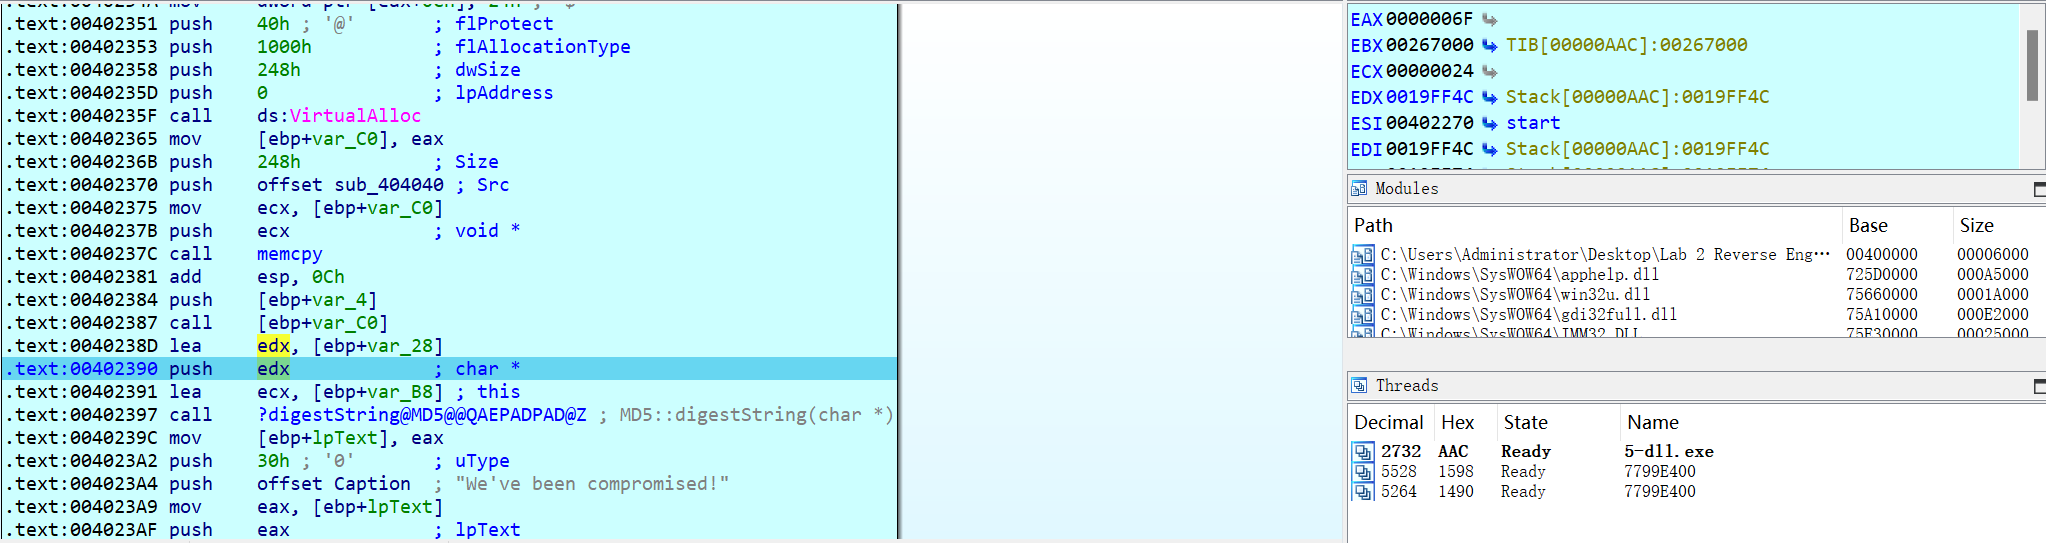 .text:00402351 push    40h ; '@'       ; flProtect
.text:00402353 push    1000h           ; flAllocationType
.text:00402358 push    248h            ; dwSize
.text:0040235D push    0               ; lpAddress
.text:0040235F call    ds:VirtualAlloc
.text:00402365 mov     [ebp+var_C0], eax
.text:0040236B push    248h            ; Size
.text:00402370 push    offset sub_404040 ; Src
.text:00402375 mov     ecx, [ebp+var_C0]
.text:0040237B push    ecx             ; void *
.text:0040237C call    memcpy
.text:00402381 add     esp, 0Ch
.text:00402384 push    [ebp+var_4]
.text:00402387 call    [ebp+var_C0]
.text:0040238D lea     edx, [ebp+var_28]
.text:00402390 push    edx             ; char *
.text:00402391 lea     ecx, [ebp+var_B8] ; this
.text:00402397 call    ?digestString@MD5@@QAEPADPAD@Z ; MD5::digestString(char *)
.text:0040239C mov     [ebp+lpText], eax
.text:004023A2 push    30h ; '0'       ; uType
.text:004023A4 push    offset Caption  ; "We've been compromised!"
.text:004023A9 mov     eax, [ebp+lpText]
.text:004023AF push    eax             ; lpText
EAX 0000006F
EBX 00267000 TIB[00000AAC]:00267000
ECX 00000024
EDX 0019FF4C Stack[00000AAC]:0019FF4C
ESI 00402270 start
EDI 0019FF4C Stack[00000AAC]:0019FF4C
Modules
Path Base Size
C:\Users\Administrator\Desktop\Lab 2 Reverse Eng… 00400000 00006000
C:\Windows\SysWOW64\apphelp.dll 725D0000 000A5000
C:\Windows\SysWOW64\win32u.dll 75660000 0001A000
C:\Windows\SysWOW64\gdi32full.dll 75A10000 000E2000
C:\Windows\SysWOW64\IMM32.DLL 75F30000 00025000
Threads
Decimal Hex State Name
2732 AAC Ready 5-dll.exe
5528 1598 Ready 7799E400
5264 1490 Ready 7799E400